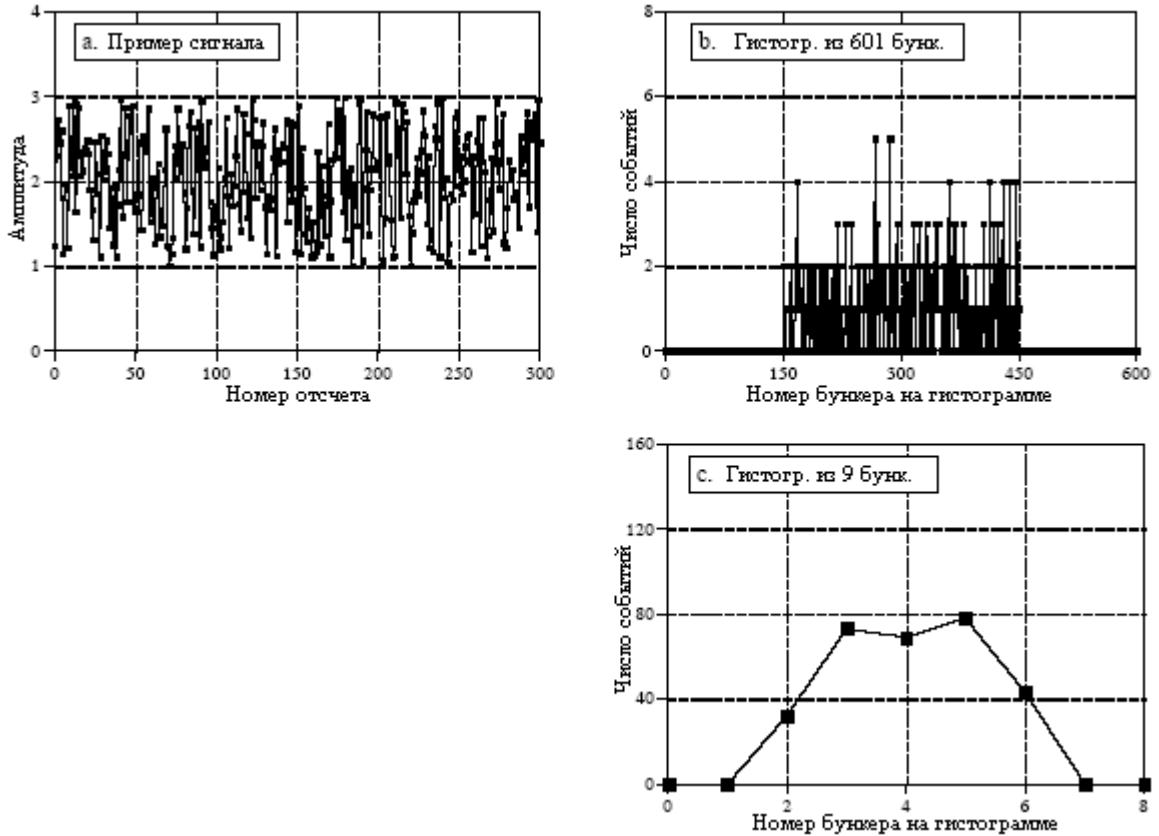 4
a. Пример сигнала
3
2
1
0
Амплитуда
0 50 100 150 200 250 300
Номер отсчета
8
b. Гистогр. из 601 бунк.
6
4
2
0
Число событий
0 150 300 450 600
Номер бункера на гистограмме
160
c. Гистогр. из 9 бунк.
120
80
40
0
Число событий
0 2 4 6 8
Номер бункера на гистограмме